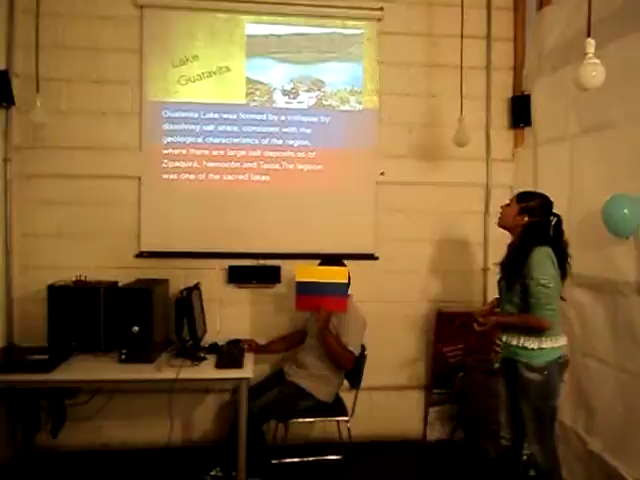 Lake
Guatavita
Guatavita Lake was formed by a collapse by
dissolving salt areas, consistent with the
geological characteristics of the region,
where there are large salt deposits as of
Zipaquirá, Nemocón and Tausa.The lagoon
was one of the sacred lakes